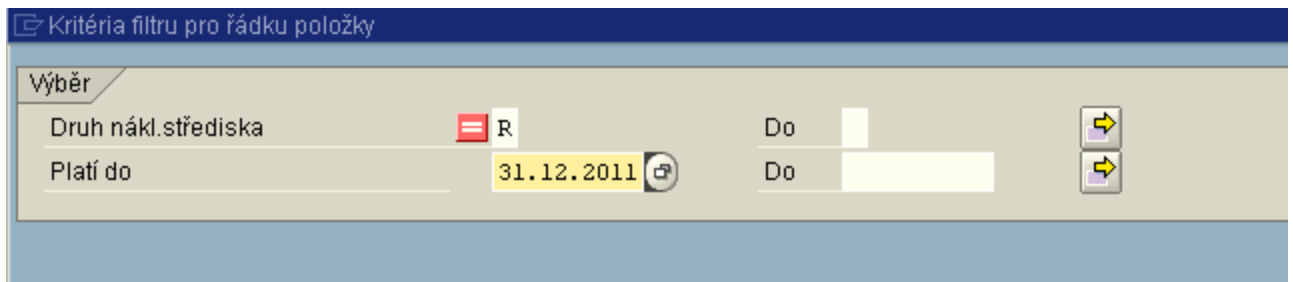 Kritéria filtru pro řádku položky
Výběr
Druh nákl.střediska R Do
Platí do 31.12.2011 Do